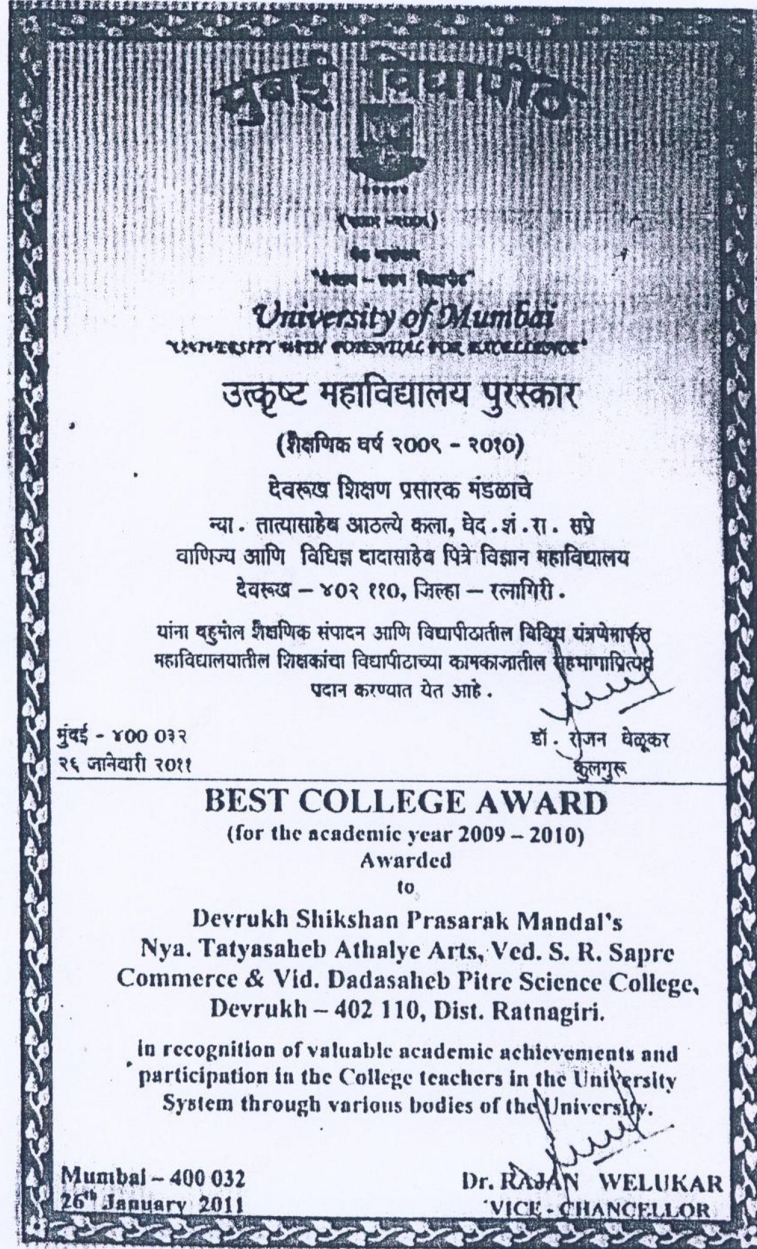 मुंबई विद्यापीठ
University of Mumbai
"UNIVERSITY WITH POTENTIAL FOR EXCELLENCE"
उत्कृष्ट महाविद्यालय पुरस्कार
(शैक्षणिक वर्ष २००९ - २०१०)
देवरूख शिक्षण प्रसारक मंडळाचे
न्या. तात्यासाहेब आठल्ये कला, वेद.शं.रा. सप्रे
वाणिज्य आणि विधिज्ञ दादासाहेब पित्रे विज्ञान महाविद्यालय
देवरूख – ४०२ ११०, जिल्हा – रत्नागिरी.
यांना बहुमोल शैक्षणिक संपादन आणि विद्यापीठातील विविध यंत्रणेमार्फत
महाविद्यालयातील शिक्षकांचा विद्यापीठाच्या कामकाजातील सहभागाप्रित्यर्थ
प्रदान करण्यात येत आहे.
मुंबई - ४०० ०३२
२६ जानेवारी २०११
डॉ. राजन वेळूकर
कुलगुरू
BEST COLLEGE AWARD
(for the academic year 2009 – 2010)
Awarded
to
Devrukh Shikshan Prasarak Mandal's
Nya. Tatyasaheb Athalye Arts, Ved. S. R. Sapre
Commerce & Vid. Dadasaheb Pitre Science College,
Devrukh – 402 110, Dist. Ratnagiri.
in recognition of valuable academic achievements and
participation in the College teachers in the University
System through various bodies of the University.
Mumbai – 400 032
26th January 2011
Dr. RAJAN WELUKAR
VICE - CHANCELLOR